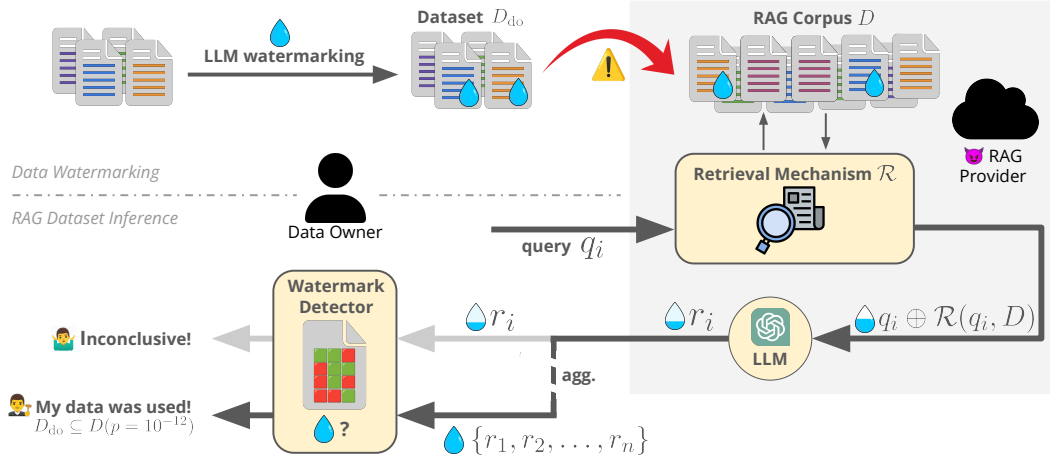 Dataset D_do
RAG Corpus D
LLM watermarking
RAG
Provider
Data Watermarking
Retrieval Mechanism R
RAG Dataset Inference
Data Owner
query q_i
Watermark
Detector
r_i
r_i
q_i ⊕ R(q_i, D)
Inconclusive!
LLM
agg.
My data was used!
D_do ⊆ D(p = 10^−12)
?
{r_1, r_2, . . . , r_n}